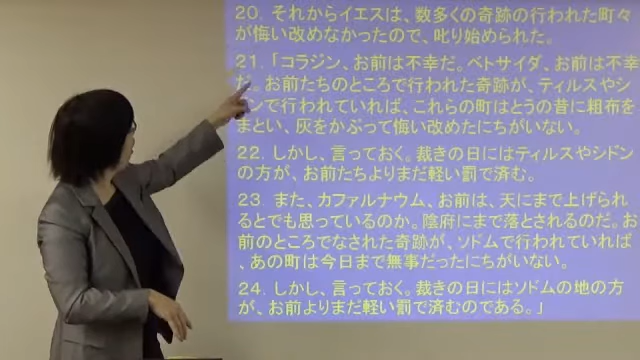 20. それからイエスは、数多くの奇跡の行われた町々
が悔い改めなかったので、叱り始められた。
21.「コラジン、お前は不幸だ。ベトサイダ、お前は不幸
だ。お前たちのところで行われた奇跡が、ティルスやシ
ドンで行われていれば、これらの町はとうの昔に粗布を
まとい、灰をかぶって悔い改めたにちがいない。
22. しかし、言っておく。裁きの日にはティルスやシドン
の方が、お前たちよりまだ軽い罰で済む。
23 また、カファルナウム、お前は、天にまで上げられ
るとでも思っているのか。陰府にまで落とされるのだ。お
前のところでなされた奇跡が、ソドムで行われていれば
、あの町は今日まで無事だったにちがいない。
24. しかし、言っておく。裁きの日にはソドムの地の方
が、お前よりまだ軽い罰で済むのである。」